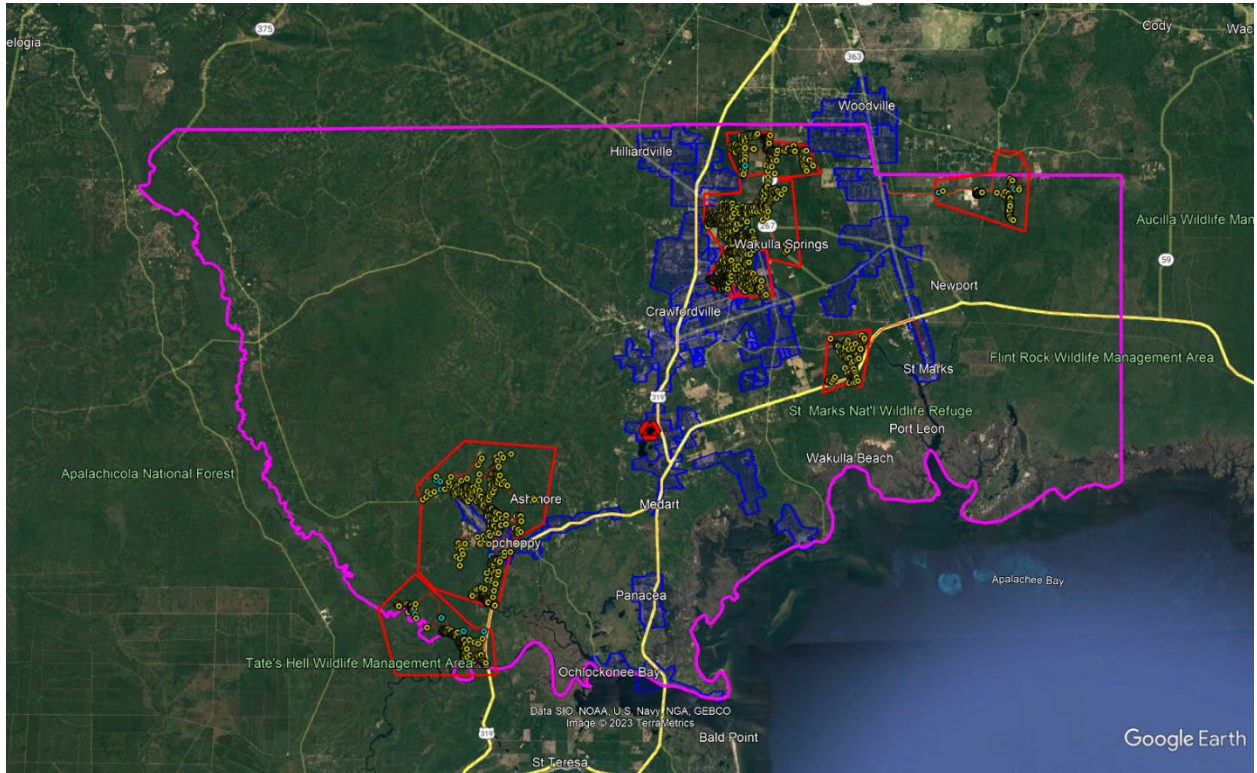 375
elogia
Cody
Wac
363
Woodville
Hilliardville
Aucilla Wildlife Man
267
Wakulla Springs
59
Newport
Crawfordville
Flint Rock Wildlife Management Area
St Marks
319
St. Marks Nat'l Wildlife Refuge
Port Leon
Wakulla Beach
Apalachicola National Forest
Ashmore
Medart
pchoppy
Apalachee Bay
Panacea
Tate's Hell Wildlife Management Area
Ochlockonee Bay
Data SIO, NOAA, U.S. Navy, NGA, GEBCO
Image © 2023 TerraMetrics
319
Bald Point
Google Earth
St Teresa